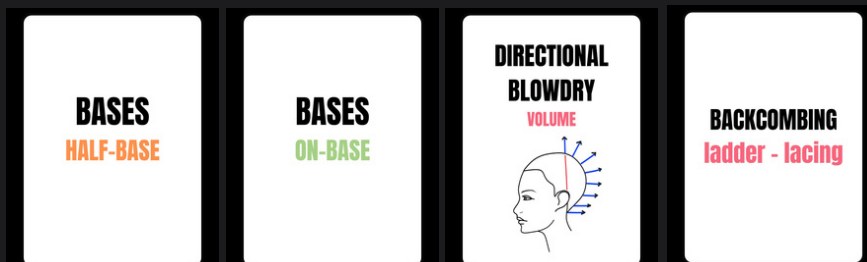 BASES
HALF-BASE
BASES
ON-BASE
DIRECTIONAL
BLOWDRY
VOLUME
BACKCOMBING
ladder - lacing